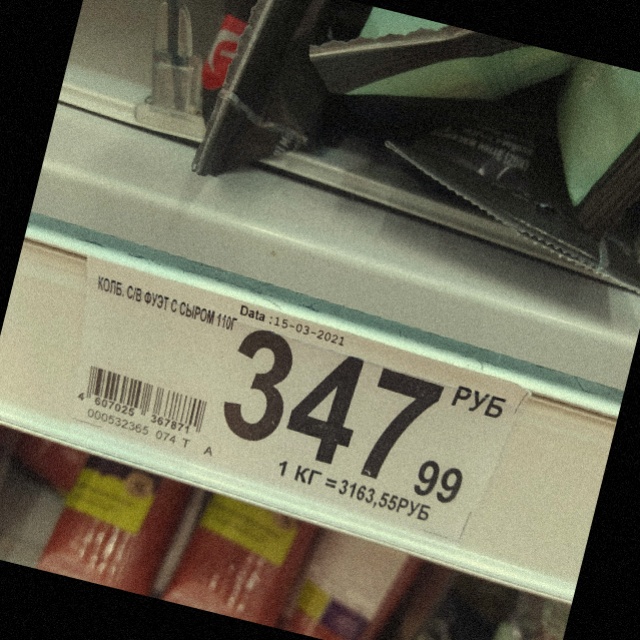 КОЛБ. С/В ФУЭТ С СЫРОМ 110Г
Data :15-03-2021
347 99 РУБ
4 607025 367871
000532365 074 Т А
1 КГ =3163,55РУБ